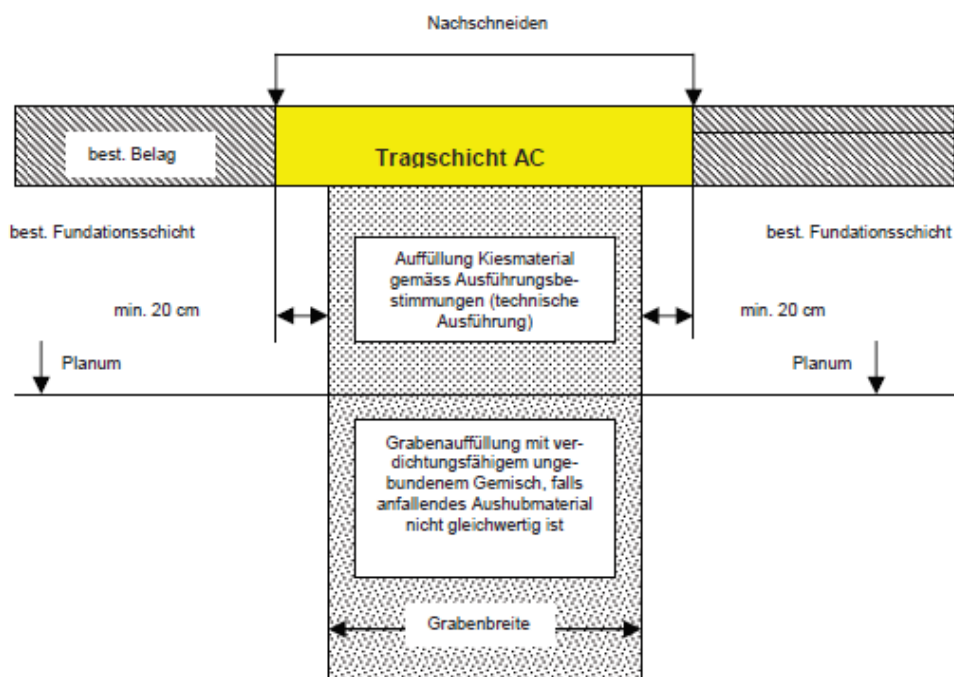 Nachschneiden
best. Belag
Tragschicht AC
best. Fundationsschicht
best. Fundationsschicht
Auffüllung Kiesmaterial
gemäss Ausführungsbe-
stimmungen (technische
Ausführung)
min. 20 cm
min. 20 cm
Planum
Planum
Grabenauffüllung mit ver-
dichtungsfähigem unge-
bundenem Gemisch, falls
anfallendes Aushubmaterial
nicht gleichwertig ist
Grabenbreite